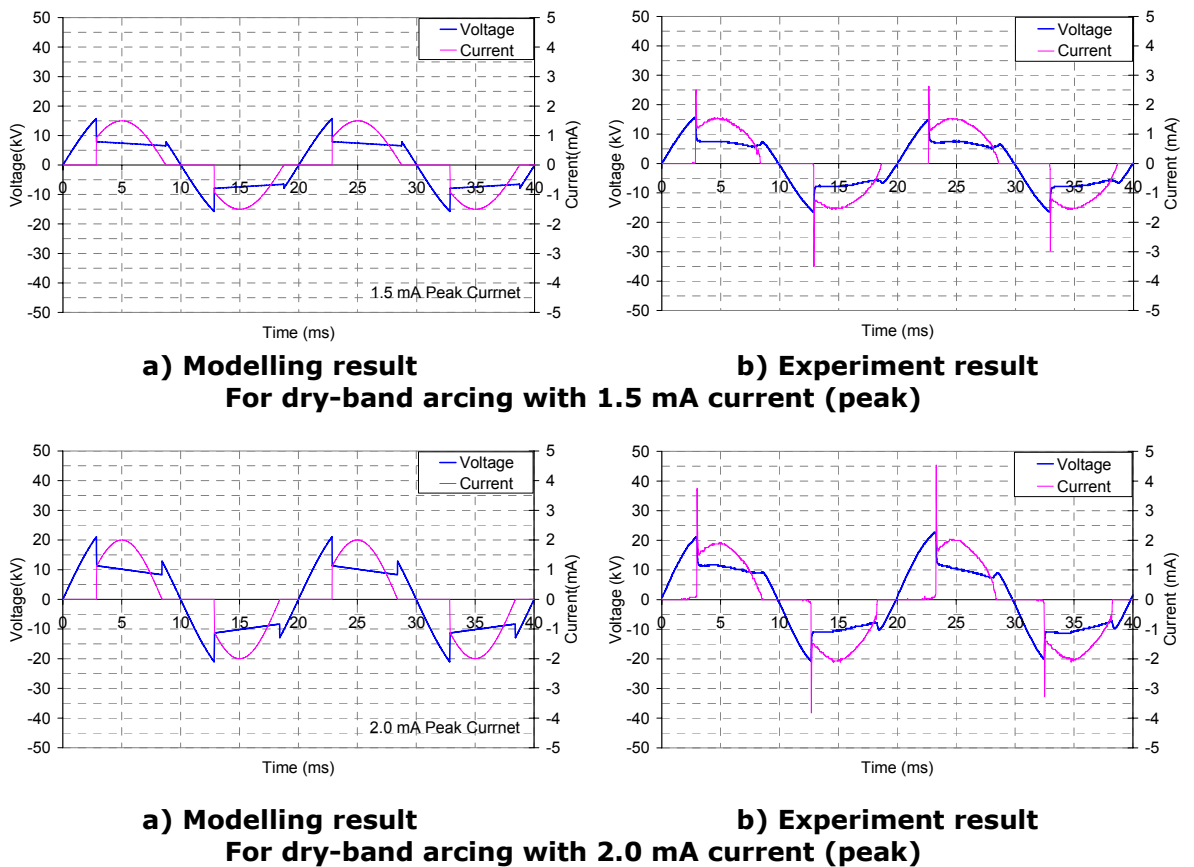 50
40
30
20
10
0
-10
-20
-30
-40
-50
Voltage(kV)
0 5 10 15 20 25 30 35 40
Time (ms)
5
4
3
2
1
0
-1
-2
-3
-4
-5
Current(mA)
Voltage
Current
1.5 mA Peak Currnet
50
40
30
20
10
0
-10
-20
-30
-40
-50
Voltage (kV)
0 5 10 15 20 25 30 35 40
Time (ms)
5
4
3
2
1
0
-1
-2
-3
-4
-5
Current (mA)
Voltage
Current
a) Modelling result b) Experiment result
For dry-band arcing with 1.5 mA current (peak)
50
40
30
20
10
0
-10
-20
-30
-40
-50
Voltage(kV)
0 5 10 15 20 25 30 35 40
Time (ms)
5
4
3
2
1
0
-1
-2
-3
-4
-5
Current(mA)
Voltage
Current
2.0 mA Peak Currnet
50
40
30
20
10
0
-10
-20
-30
-40
-50
Voltage (kV)
0 5 10 15 20 25 30 35 40
Time (ms)
5
4
3
2
1
0
-1
-2
-3
-4
-5
Current (mA)
Voltage
Current
a) Modelling result b) Experiment result
For dry-band arcing with 2.0 mA current (peak)